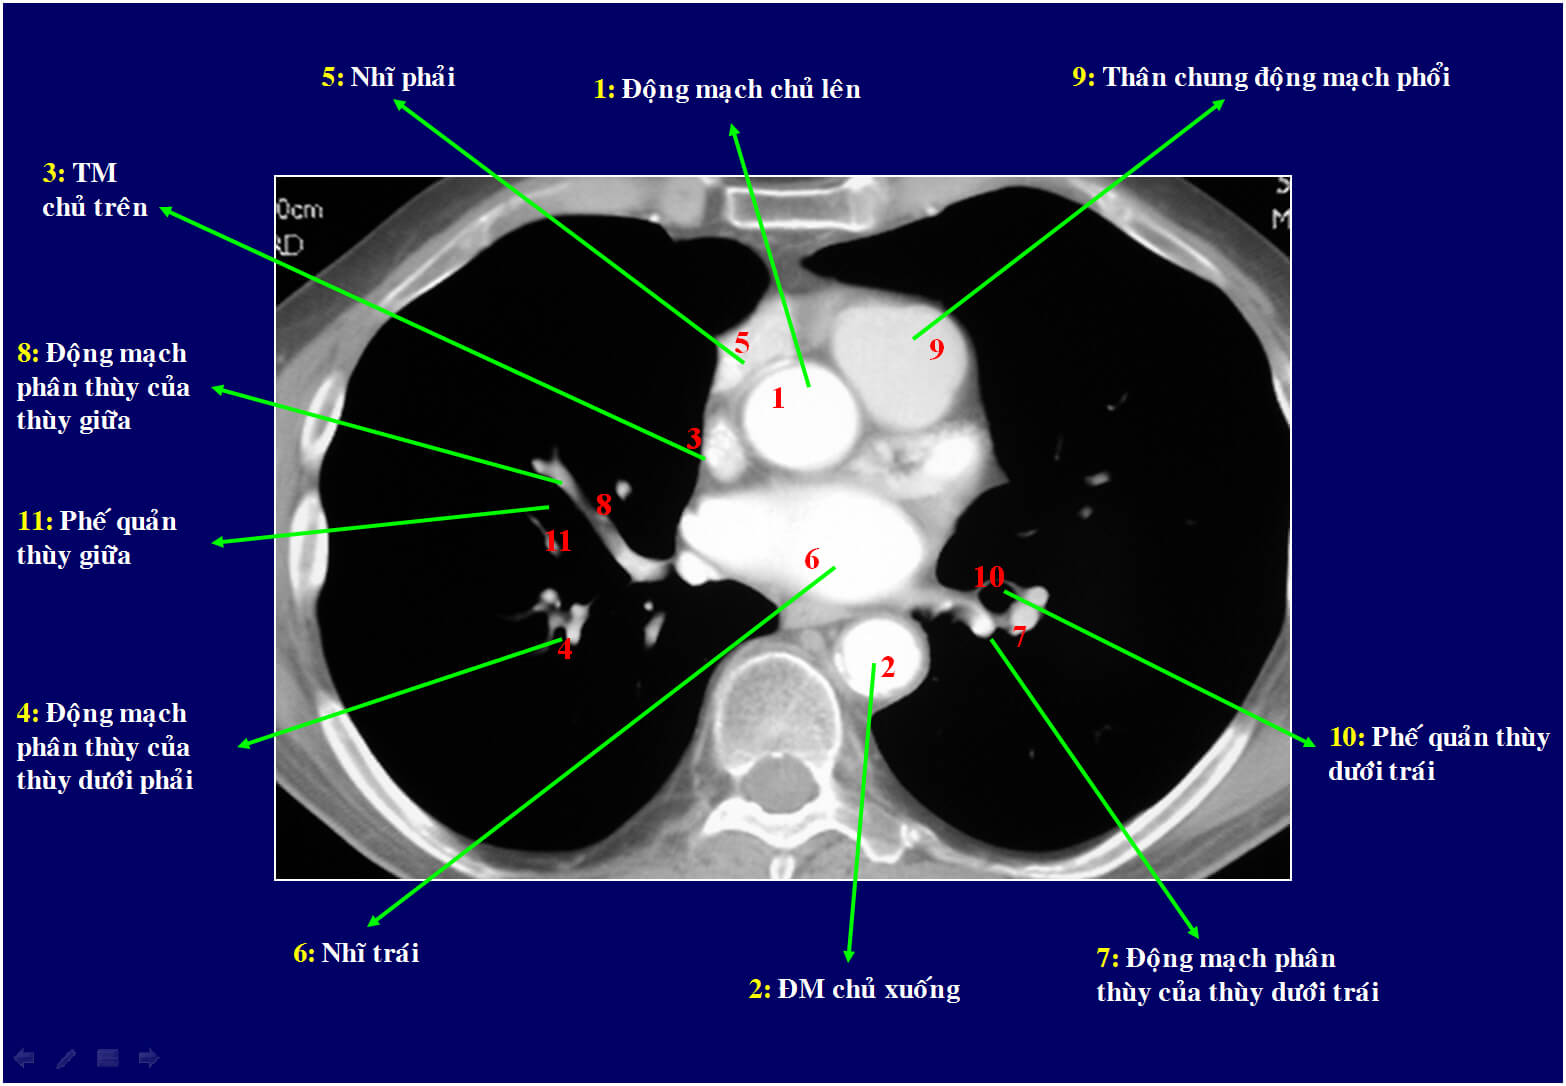 5: Nhĩ phải
1: Động mạch chủ lên
9: Thân chung động mạch phổi
3: TM
chủ trên
0cm
RD
S
M
8: Động mạch
phân thùy của
thùy giữa
11: Phế quản
thùy giữa
4: Động mạch
phân thùy của
thùy dưới phải
5
9
1
3
8
11
6
10
4
7
2
10: Phế quản thùy
dưới trái
6: Nhĩ trái
2: ĐM chủ xuống
7: Động mạch phân
thùy của thùy dưới trái